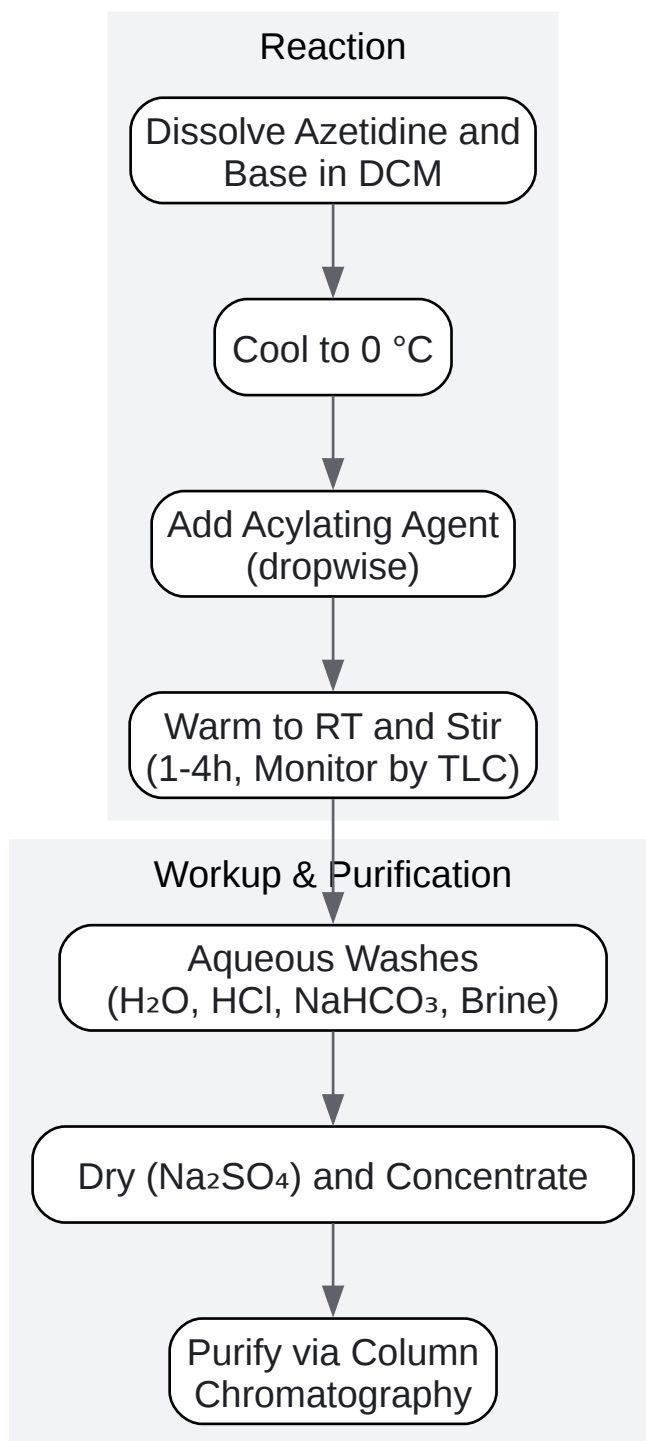 Reaction
Dissolve Azetidine and
Base in DCM
Cool to 0 °C
Add Acylating Agent
(dropwise)
Warm to RT and Stir
(1-4h, Monitor by TLC)
Workup & Purification
Aqueous Washes
(H₂O, HCl, NaHCO₃, Brine)
Dry (Na₂SO₄) and Concentrate
Purify via Column
Chromatography